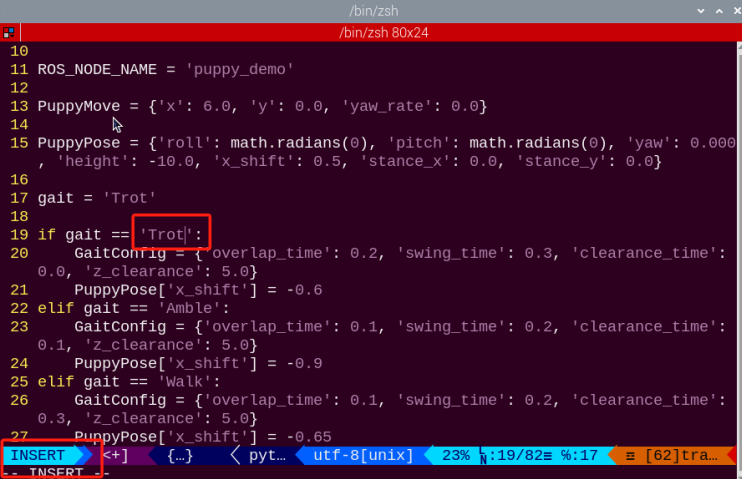 /bin/zsh
/bin/zsh 80x24
10
11 ROS_NODE_NAME = 'puppy_demo'
12
13 PuppyMove = {'x': 6.0, 'y': 0.0, 'yaw_rate': 0.0}
14
15 PuppyPose = {'roll': math.radians(0), 'pitch': math.radians(0), 'yaw': 0.000
, 'height': -10.0, 'x_shift': 0.5, 'stance_x': 0.0, 'stance_y': 0.0}
16
17 gait = 'Trot'
18
19 if gait == 'Trot':
20     GaitConfig = {'overlap_time': 0.2, 'swing_time': 0.3, 'clearance_time':
0.0, 'z_clearance': 5.0}
21     PuppyPose['x_shift'] = -0.6
22 elif gait == 'Amble':
23     GaitConfig = {'overlap_time': 0.1, 'swing_time': 0.2, 'clearance_time':
0.1, 'z_clearance': 5.0}
24     PuppyPose['x_shift'] = -0.9
25 elif gait == 'Walk':
26     GaitConfig = {'overlap_time': 0.1, 'swing_time': 0.2, 'clearance_time':
0.3, 'z_clearance': 5.0}
27     PuppyPose['x_shift'] = -0.65
INSERT <+] {…} pyt… utf-8[unix] 23% ㏑:19/82≡ ℅:17 ☲ [62]tra…
-- INSERT --